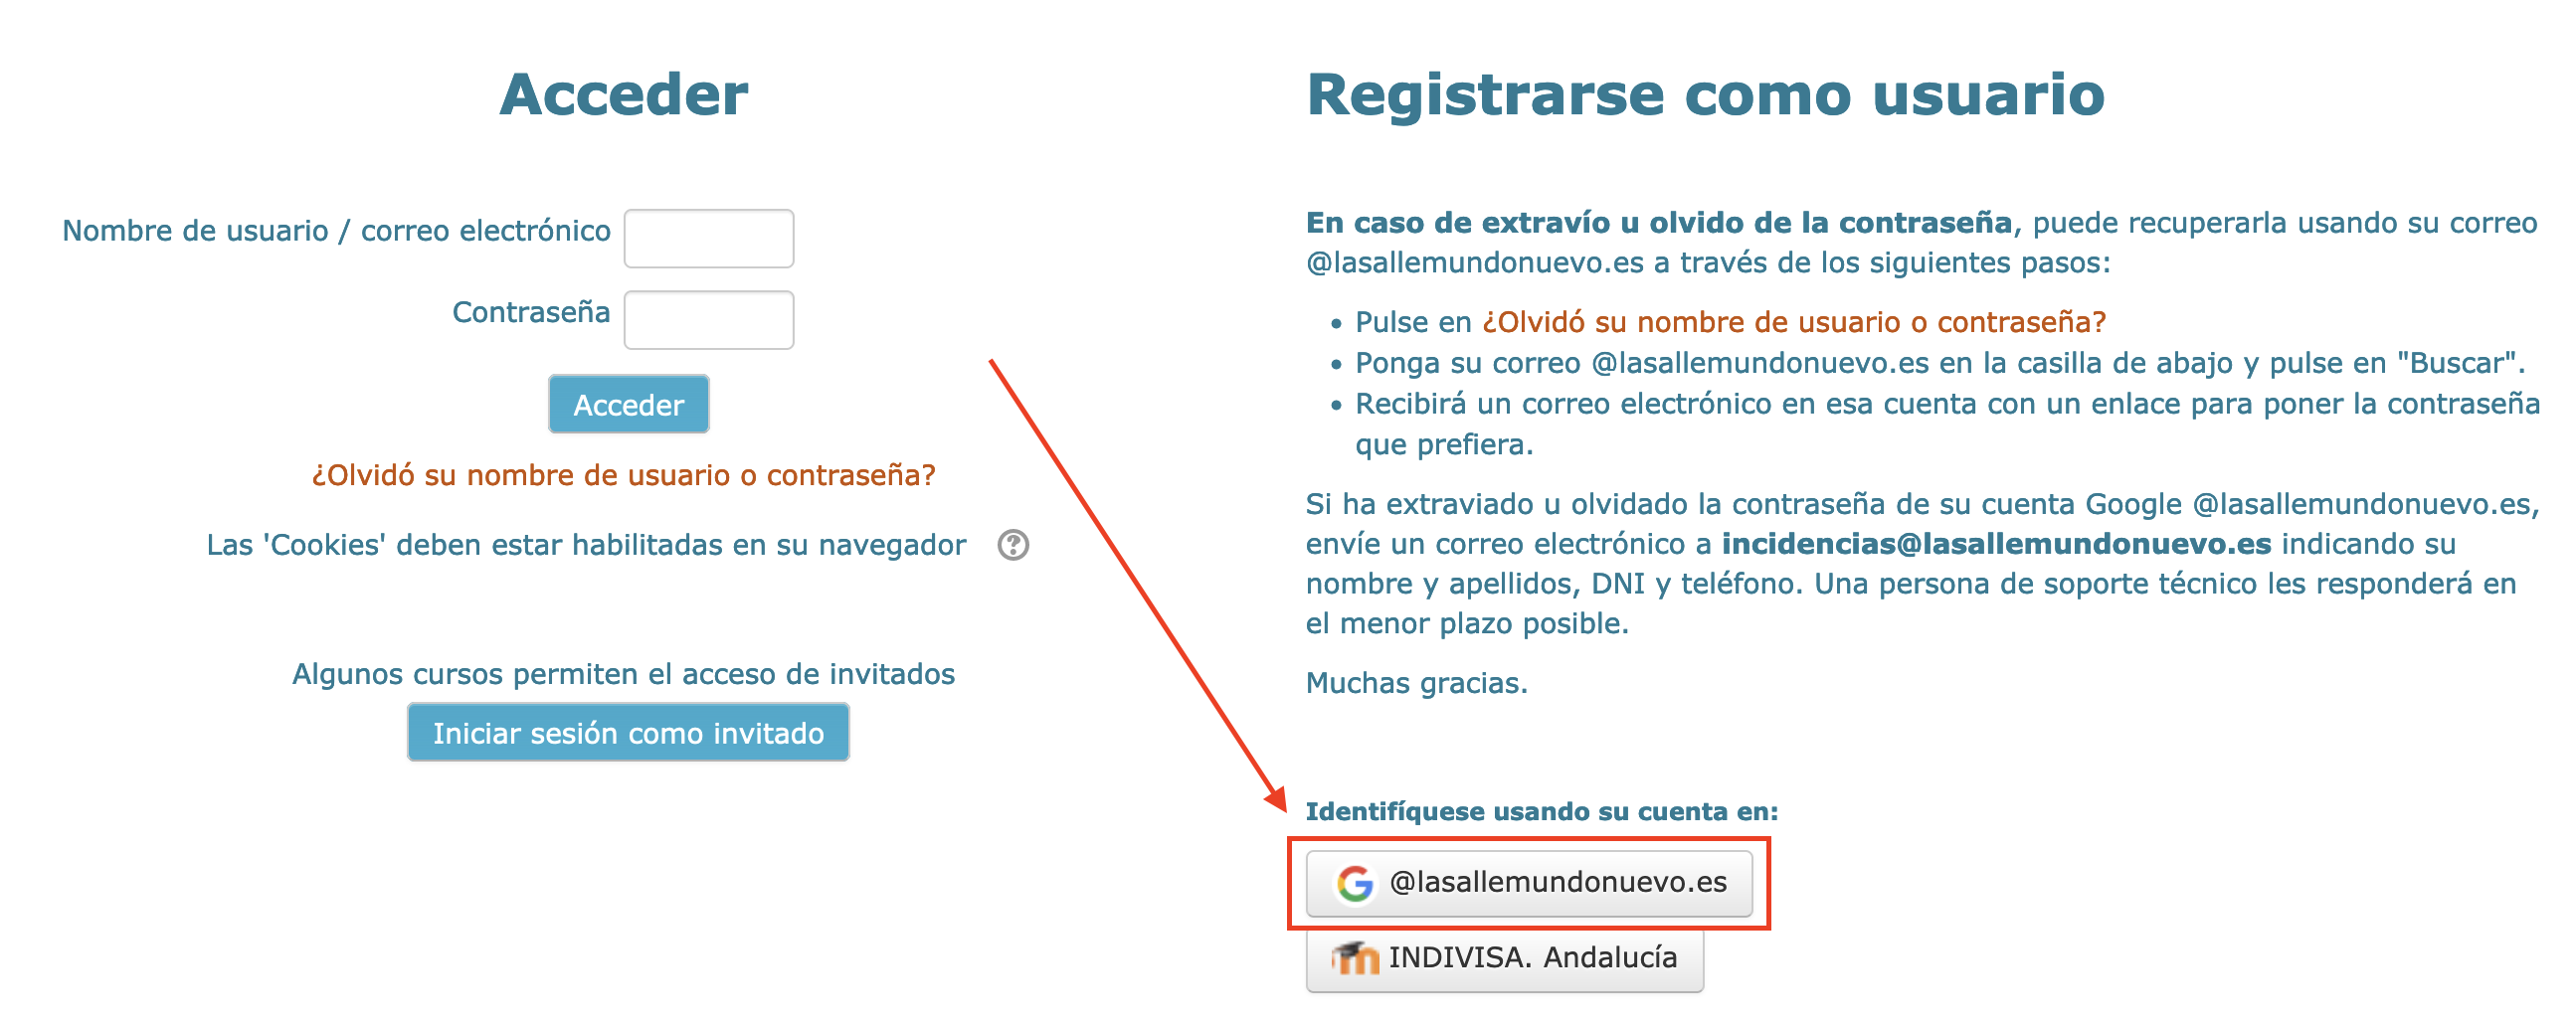 Acceder
Nombre de usuario / correo electrónico
Contraseña
Acceder
¿Olvidó su nombre de usuario o contraseña?
Las 'Cookies' deben estar habilitadas en su navegador
Algunos cursos permiten el acceso de invitados
Iniciar sesión como invitado
Registrarse como usuario
En caso de extravío u olvido de la contraseña, puede recuperarla usando su correo
@lasallemundonuevo.es a través de los siguientes pasos:
• Pulse en ¿Olvidó su nombre de usuario o contraseña?
• Ponga su correo @lasallemundonuevo.es en la casilla de abajo y pulse en "Buscar".
• Recibirá un correo electrónico en esa cuenta con un enlace para poner la contraseña
que prefiera.
Si ha extraviado u olvidado la contraseña de su cuenta Google @lasallemundonuevo.es,
envíe un correo electrónico a incidencias@lasallemundonuevo.es indicando su
nombre y apellidos, DNI y teléfono. Una persona de soporte técnico les responderá en
el menor plazo posible.
Muchas gracias.
Identifíquese usando su cuenta en:
@lasallemundonuevo.es
INDIVISA. Andalucía